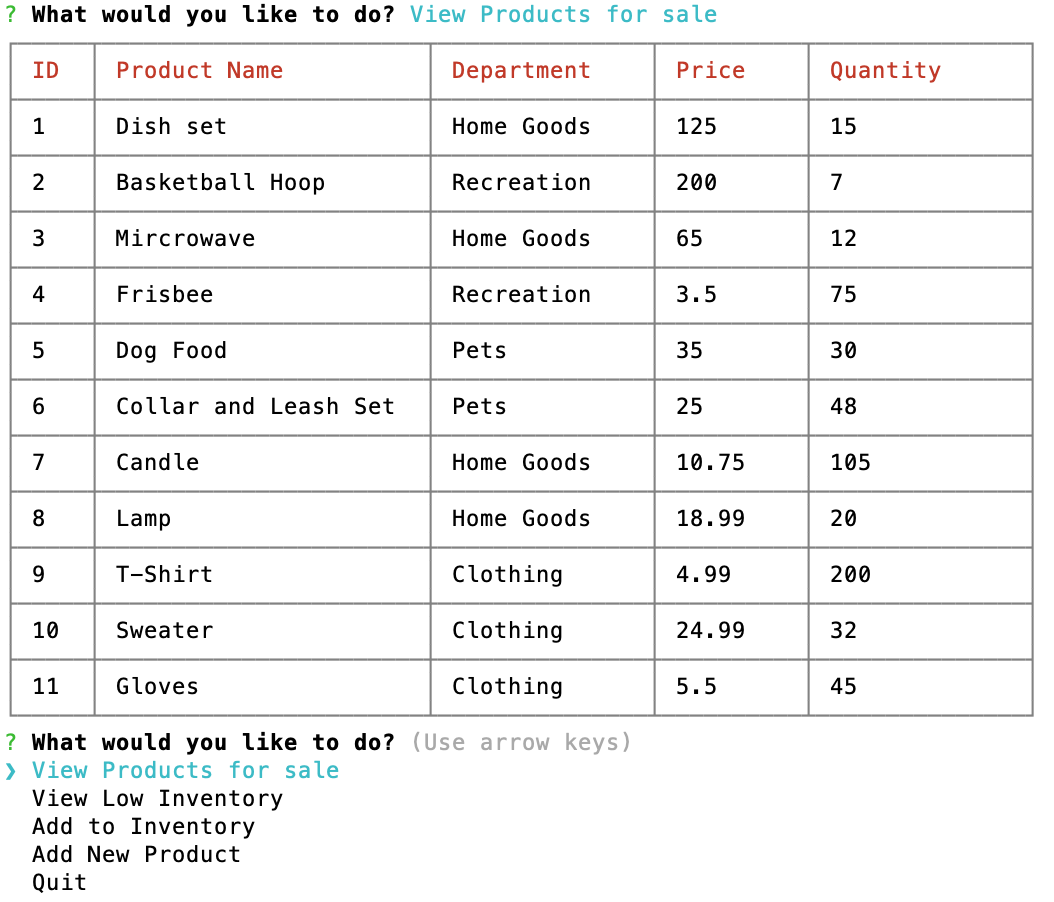 ? What would you like to do? View Products for sale
ID Product Name Department Price Quantity
1 Dish set Home Goods 125 15
2 Basketball Hoop Recreation 200 7
3 Mircrowave Home Goods 65 12
4 Frisbee Recreation 3.5 75
5 Dog Food Pets 35 30
6 Collar and Leash Set Pets 25 48
7 Candle Home Goods 10.75 105
8 Lamp Home Goods 18.99 20
9 T-Shirt Clothing 4.99 200
10 Sweater Clothing 24.99 32
11 Gloves Clothing 5.5 45
? What would you like to do? (Use arrow keys)
❯ View Products for sale
View Low Inventory
Add to Inventory
Add New Product
Quit